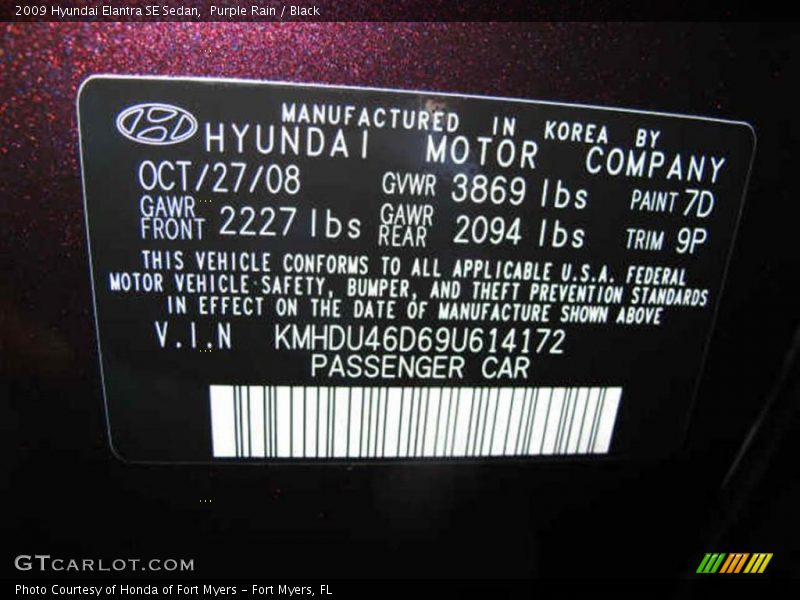 2009 Hyundai Elantra SE Sedan, Purple Rain / Black
MANUFACTURED IN KOREA BY
HYUNDAI MOTOR COMPANY
OCT/27/08 GVWR 3869 lbs PAINT 7D
GAWR FRONT 2227 lbs GAWR REAR 2094 lbs TRIM 9P
THIS VEHICLE CONFORMS TO ALL APPLICABLE U.S.A. FEDERAL
MOTOR VEHICLE SAFETY, BUMPER, AND THEFT PREVENTION STANDARDS
IN EFFECT ON THE DATE OF MANUFACTURE SHOWN ABOVE
V.I.N KMHDU46D69U614172
PASSENGER CAR
GTCARLOT.COM
Photo Courtesy of Honda of Fort Myers - Fort Myers, FL